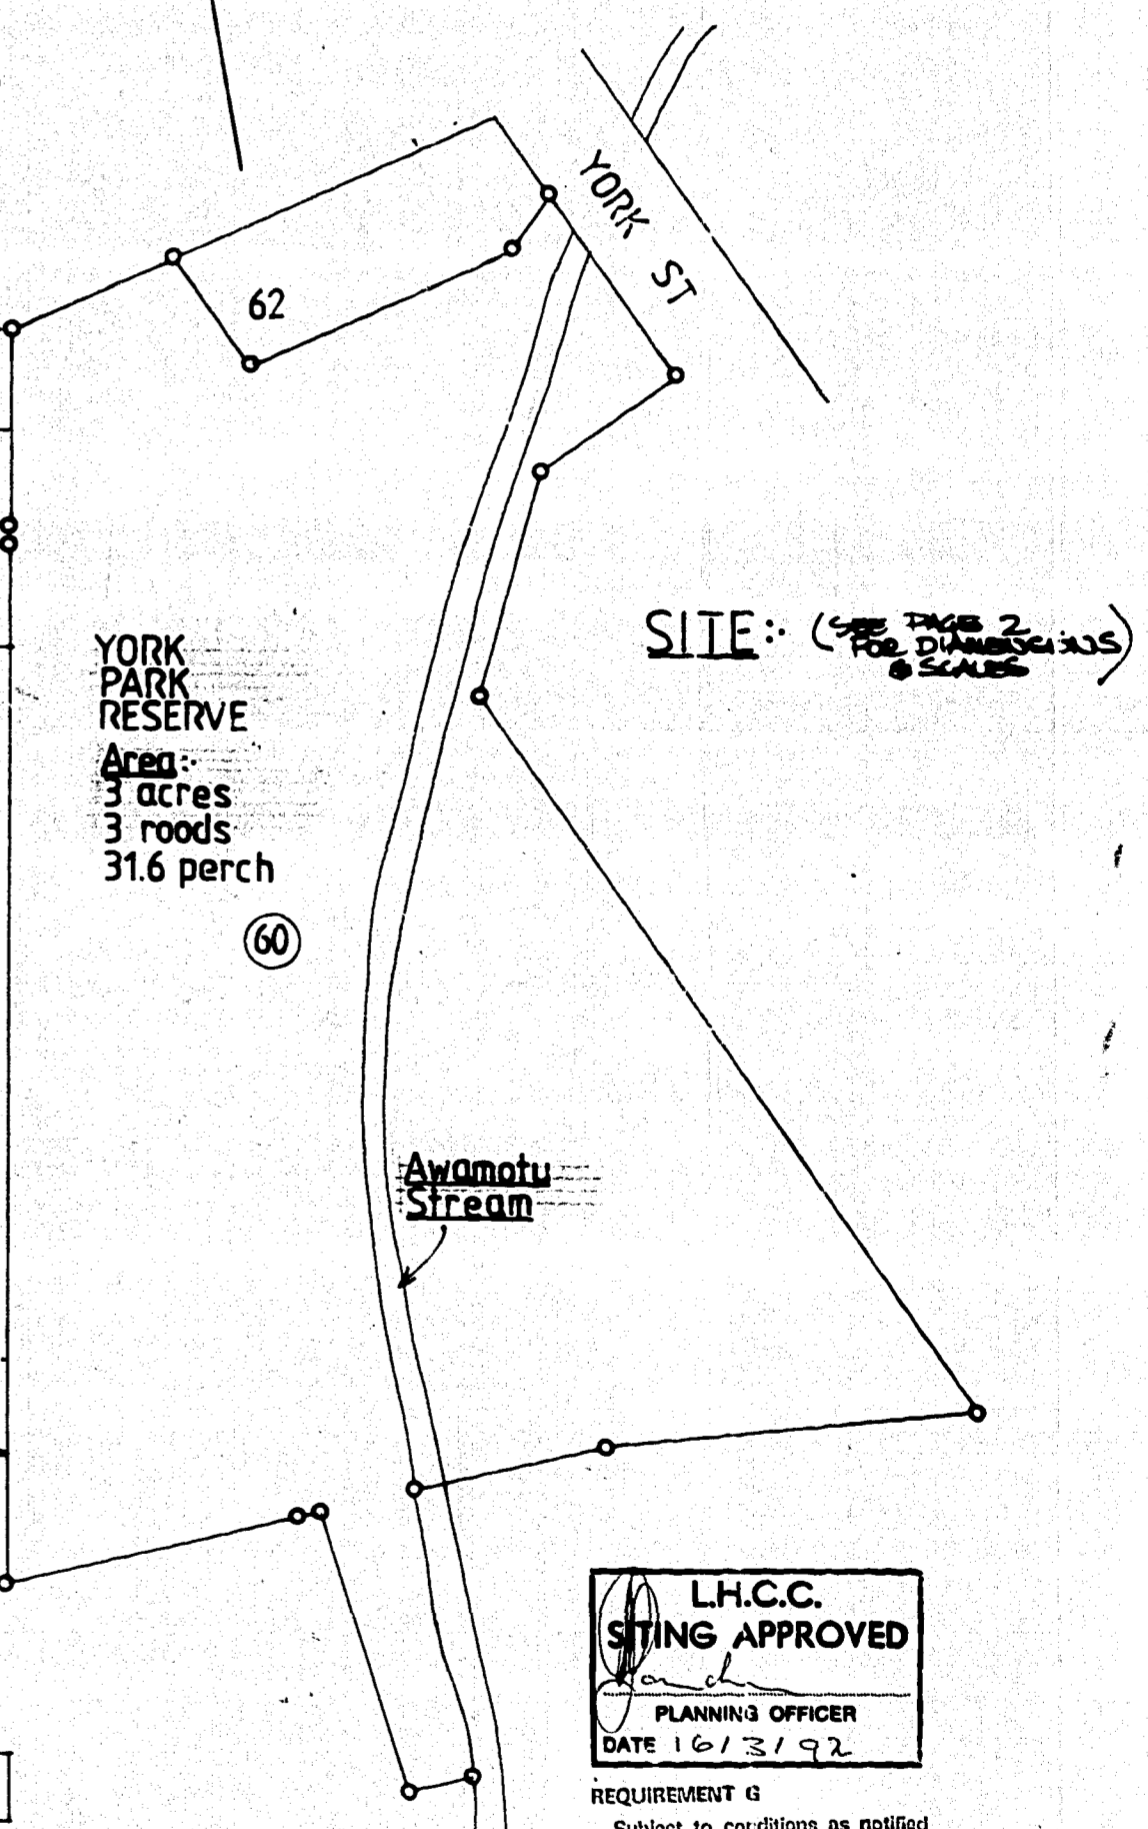 YORK ST
62
SITE:- (SEE PAGE 2
FOR DIAMENSIONS
& SCALES)
YORK
PARK
RESERVE
Area:-
3 acres
3 roods
31.6 perch
60
Awamotu
Stream
L.H.C.C.
SITING APPROVED
PLANNING OFFICER
DATE 16/3/92
REQUIREMENT G
Subject to conditions as notified